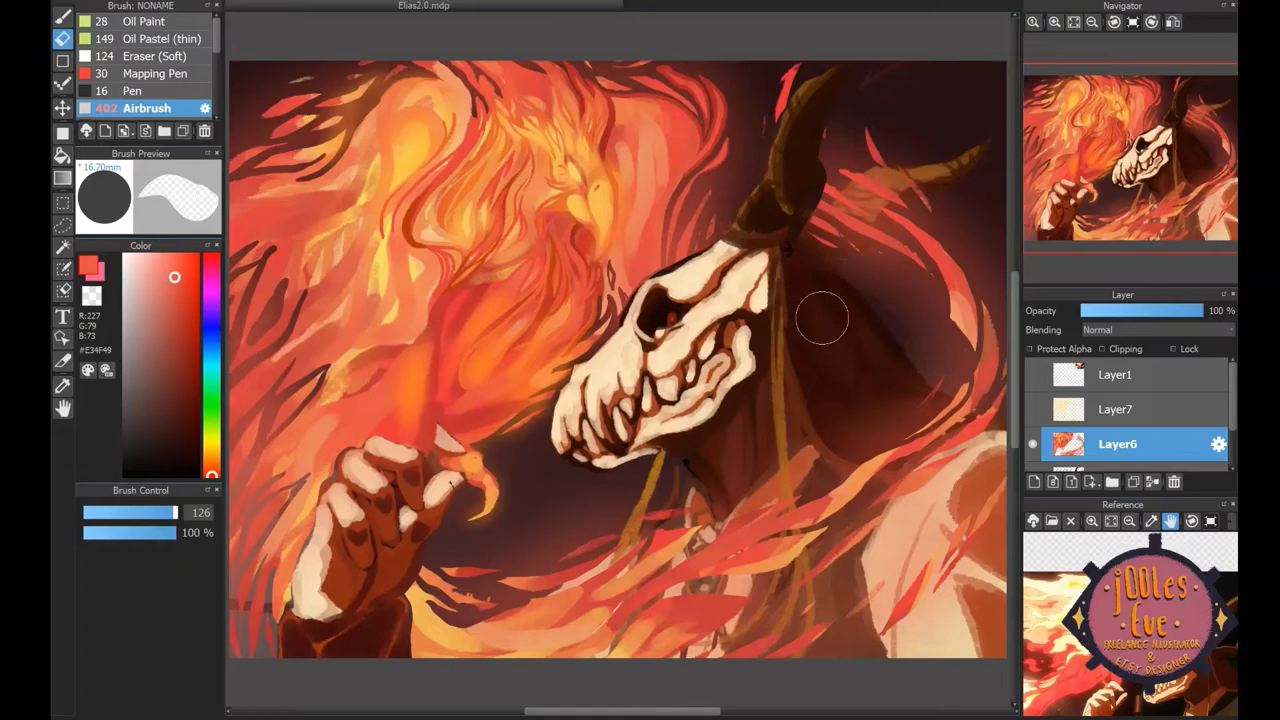 Elias2.0.mdp
Brush: NONAME
28 Oil Paint
149 Oil Pastel (thin)
124 Eraser (Soft)
30 Mapping Pen
16 Pen
402 Airbrush
Brush Preview
* 16.70mm
Color
R:227
G:79
B:73
#E34F49
Brush Control
126
100 %
Navigator
Layer
Opacity 100 %
Blending Normal
Protect Alpha Clipping Lock
Layer1
Layer7
Layer6
Reference
jOOles
Eve
FREELANCE ILLUSTRATOR
&
ETSY DESIGNER